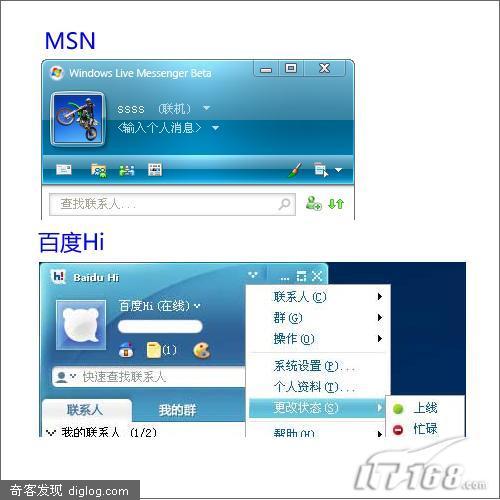 MSN
Windows Live Messenger Beta
ssss (联机)
<输入个人消息>
查找联系人...
百度Hi
h! Baidu Hi
百度Hi (在线)
(1)
快速查找联系人
联系人 我的群
我的联系人 (1/2)
联系人(C)
群(G)
操作(O)
系统设置(P)...
个人资料(T)...
更改状态(S)
帮助(H)
上线
忙碌
IT168.com
奇客发现 diglog.com